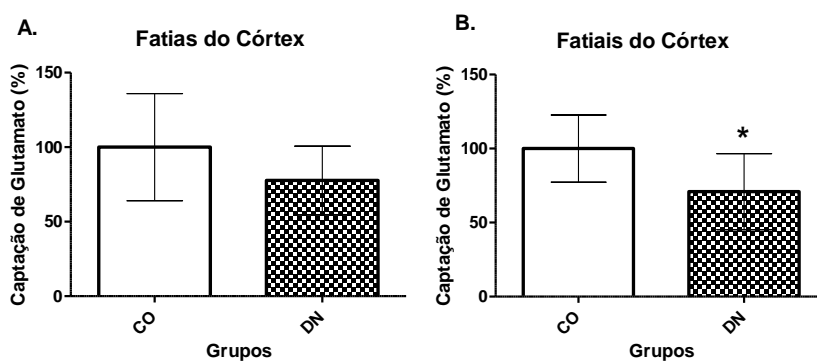 A.
Fatias do Córtex
Captação de Glutamato (%)
150
100
50
0
CO
DN
Grupos
B.
Fatiais do Córtex
Captação de Glutamato (%)
150
100
50
0
*
CO
DN
Grupos